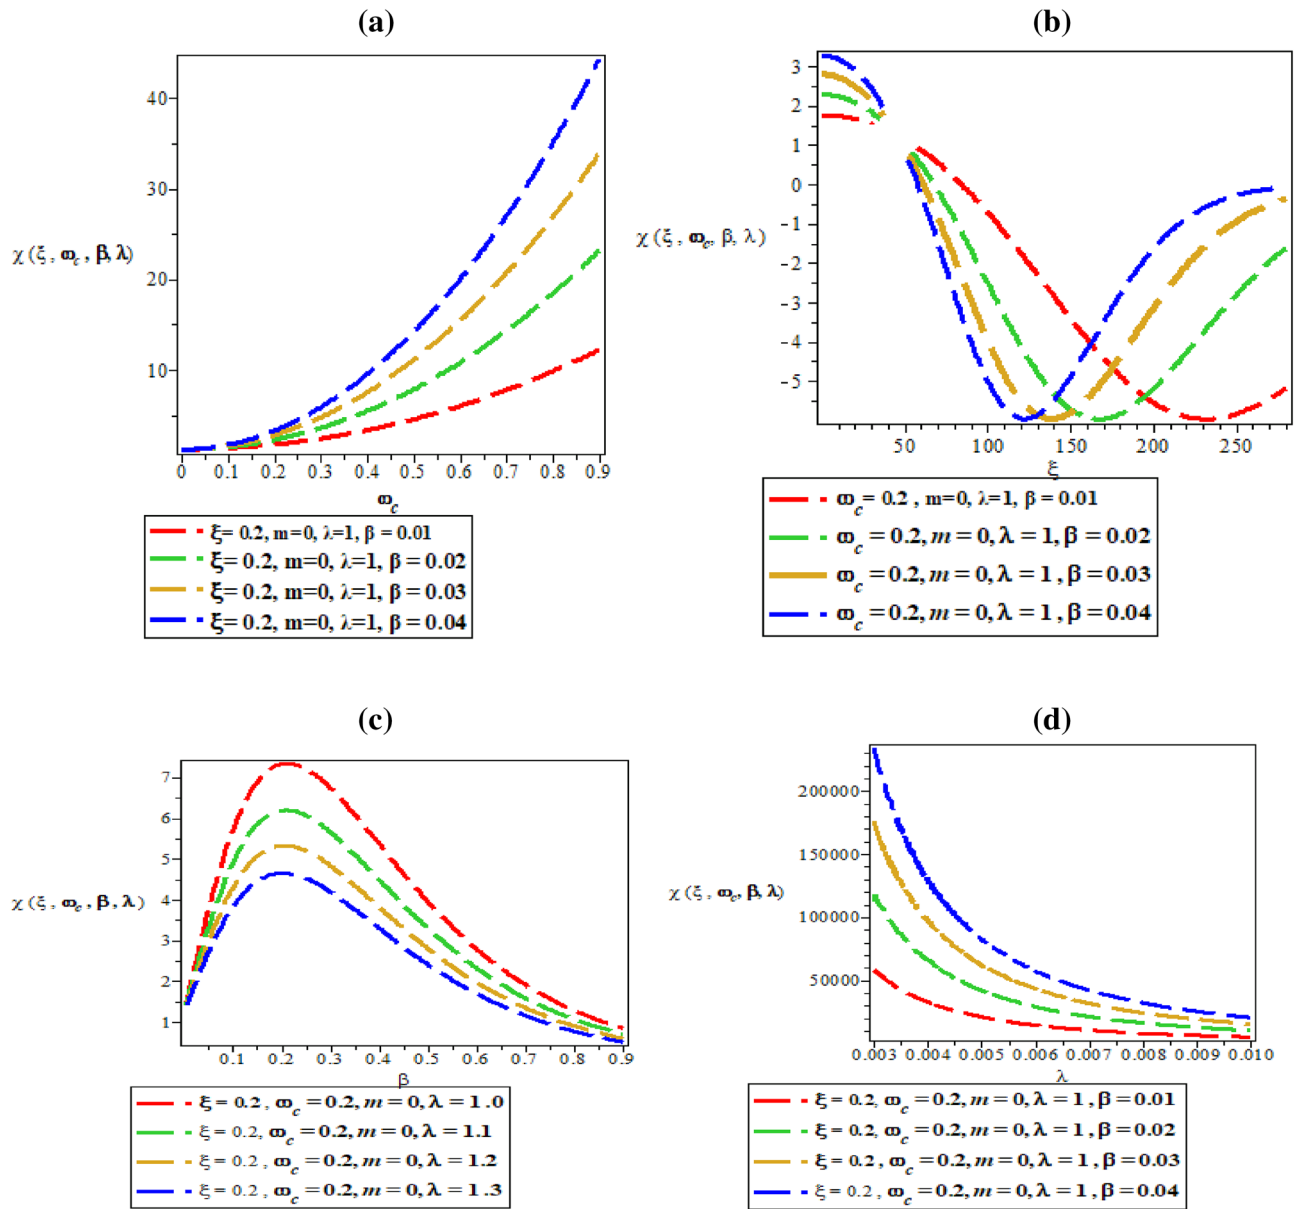 (a)
40
30
20
10
χ (ξ , ϖc , β, λ)
0 0.1 0.2 0.3 0.4 0.5 0.6 0.7 0.8 0.9
ϖc
ξ= 0.2, m=0, λ=1, β = 0.01
ξ= 0.2, m=0, λ=1, β = 0.02
ξ= 0.2, m=0, λ=1, β = 0.03
ξ= 0.2, m=0, λ=1, β = 0.04
(b)
3
2
1
0
-1
-2
-3
-4
-5
χ (ξ , ϖc, β, λ)
50 100 150 200 250
ξ
ϖc = 0.2 , m=0, λ=1, β = 0.01
ϖc = 0.2, m = 0, λ = 1, β = 0.02
ϖc = 0.2, m = 0, λ = 1 , β = 0.03
ϖc = 0.2, m = 0, λ = 1 , β = 0.04
(c)
7
6
5
4
3
2
1
χ (ξ , ϖc , β , λ)
0.1 0.2 0.3 0.4 0.5 0.6 0.7 0.8 0.9
β
ξ = 0.2 , ϖc = 0.2, m = 0, λ = 1.0
ξ = 0.2, ϖc = 0.2, m = 0, λ = 1.1
ξ = 0.2 , ϖc = 0.2, m = 0, λ = 1.2
ξ = 0.2 , ϖc = 0.2, m = 0, λ = 1.3
(d)
200000
150000
100000
50000
χ (ξ , ϖc, β, λ)
0.003 0.004 0.005 0.006 0.007 0.008 0.009 0.010
λ
ξ = 0.2, ϖc = 0.2, m = 0, λ = 1 , β = 0.01
ξ = 0.2, ϖc = 0.2, m = 0, λ = 1 , β = 0.02
ξ = 0.2 , ϖc = 0.2, m = 0, λ = 1 , β = 0.03
ξ = 0.2, ϖc = 0.2, m = 0, λ = 1 , β = 0.04